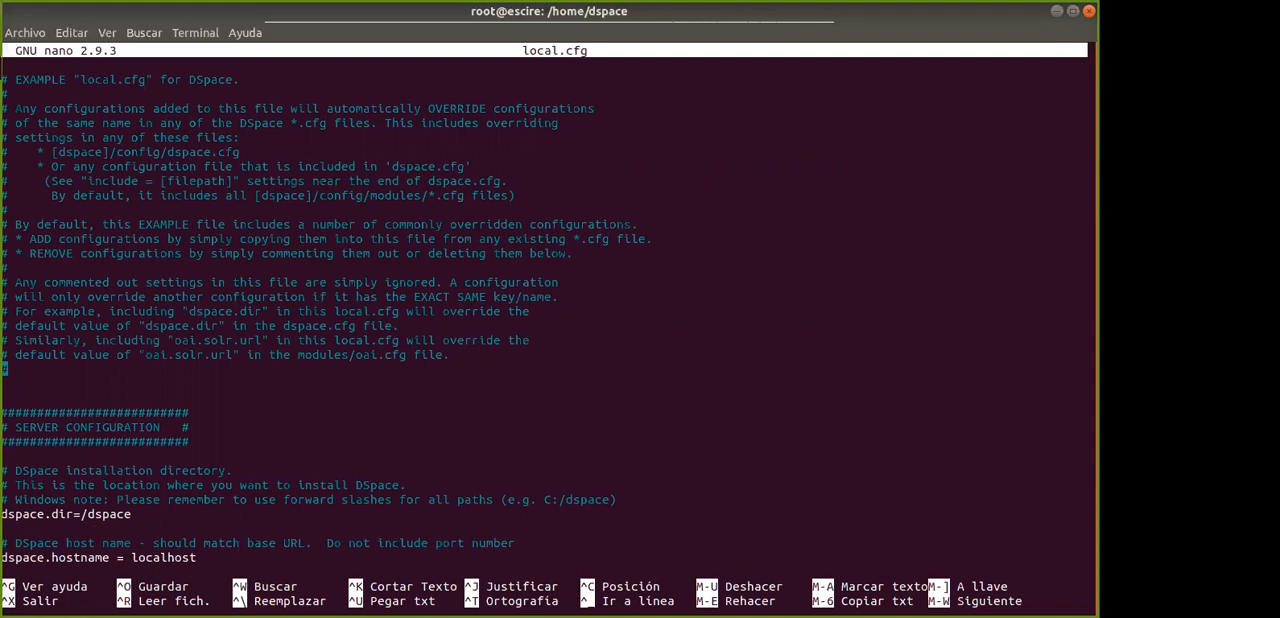 root@escire: /home/dspace
Archivo Editar Ver Buscar Terminal Ayuda
GNU nano 2.9.3 local.cfg
# EXAMPLE "local.cfg" for DSpace.
#
# Any configurations added to this file will automatically OVERRIDE configurations
# of the same name in any of the DSpace *.cfg files. This includes overriding
# settings in any of these files:
# * [dspace]/config/dspace.cfg
# * Or any configuration file that is included in 'dspace.cfg'
# (See "include = [filepath]" settings near the end of dspace.cfg.
# By default, it includes all [dspace]/config/modules/*.cfg files)
#
# By default, this EXAMPLE file includes a number of commonly overridden configurations.
# * ADD configurations by simply copying them into this file from any existing *.cfg file.
# * REMOVE configurations by simply commenting them out or deleting them below.
#
# Any commented out settings in this file are simply ignored. A configuration
# will only override another configuration if it has the EXACT SAME key/name.
# For example, including "dspace.dir" in this local.cfg will override the
# default value of "dspace.dir" in the dspace.cfg file.
# Similarly, including "oai.solr.url" in this local.cfg will override the
# default value of "oai.solr.url" in the modules/oai.cfg file.
#
##########################
# SERVER CONFIGURATION #
##########################
# DSpace installation directory.
# This is the location where you want to install DSpace.
# Windows note: Please remember to use forward slashes for all paths (e.g. C:/dspace)
dspace.dir=/dspace
# DSpace host name - should match base URL. Do not include port number
dspace.hostname = localhost
^G Ver ayuda ^O Guardar ^W Buscar ^K Cortar Texto ^J Justificar ^C Posición M-U Deshacer M-A Marcar texto M-] A llave
^X Salir ^R Leer fich. ^\ Reemplazar ^U Pegar txt ^T Ortografía ^_ Ir a línea M-E Rehacer M-6 Copiar txt M-W Siguiente